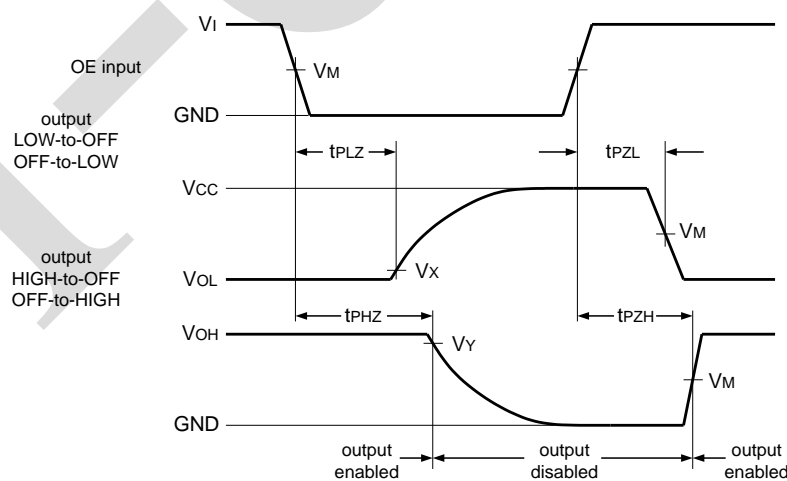 VI
OE input
VM
GND
output
LOW-to-OFF
OFF-to-LOW
tPLZ
tPZL
VCC
VM
output
HIGH-to-OFF
OFF-to-HIGH
VX
VOL
tPHZ
tPZH
VOH
VY
VM
GND
output
enabled
output
disabled
output
enabled